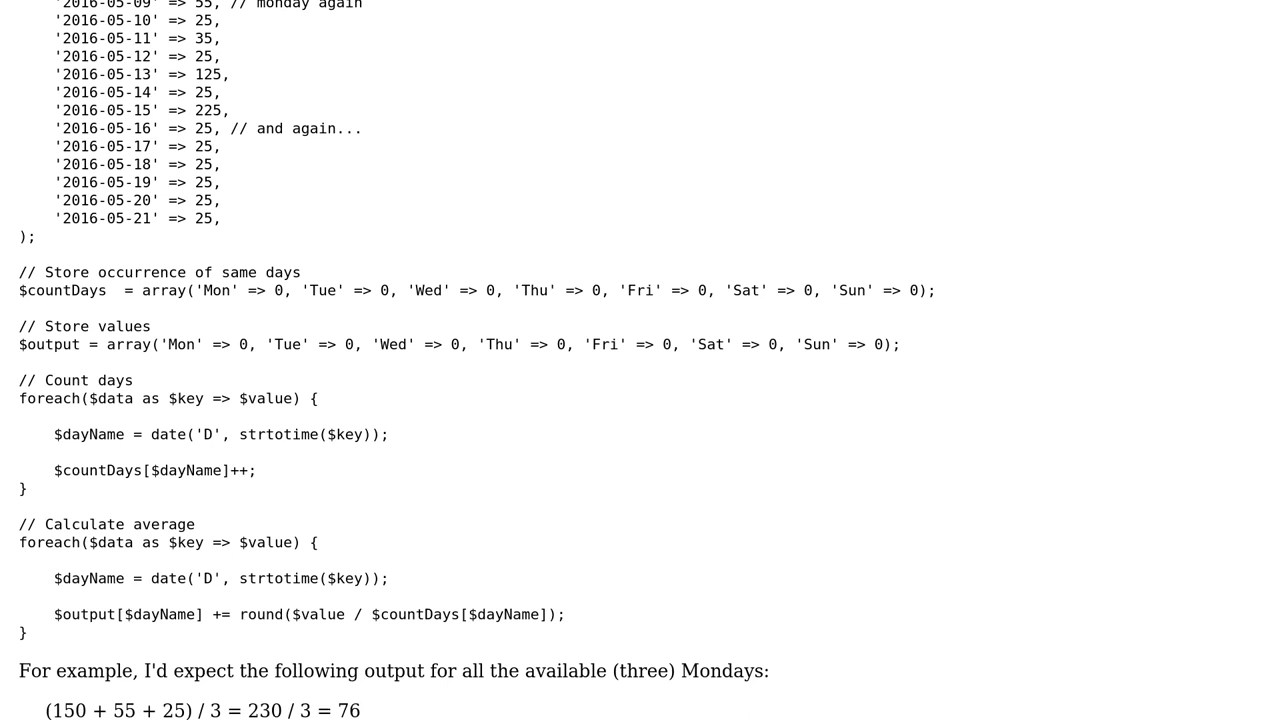 '2016-05-09' => 55, // monday again
'2016-05-10' => 25,
'2016-05-11' => 35,
'2016-05-12' => 25,
'2016-05-13' => 125,
'2016-05-14' => 25,
'2016-05-15' => 225,
'2016-05-16' => 25, // and again...
'2016-05-17' => 25,
'2016-05-18' => 25,
'2016-05-19' => 25,
'2016-05-20' => 25,
'2016-05-21' => 25,
);
// Store occurrence of same days
$countDays  = array('Mon' => 0, 'Tue' => 0, 'Wed' => 0, 'Thu' => 0, 'Fri' => 0, 'Sat' => 0, 'Sun' => 0);
// Store values
$output = array('Mon' => 0, 'Tue' => 0, 'Wed' => 0, 'Thu' => 0, 'Fri' => 0, 'Sat' => 0, 'Sun' => 0);
// Count days
foreach($data as $key => $value) {
$dayName = date('D', strtotime($key));
$countDays[$dayName]++;
}
// Calculate average
foreach($data as $key => $value) {
$dayName = date('D', strtotime($key));
$output[$dayName] += round($value / $countDays[$dayName]);
}
For example, I'd expect the following output for all the available (three) Mondays:
(150 + 55 + 25) / 3 = 230 / 3 = 76